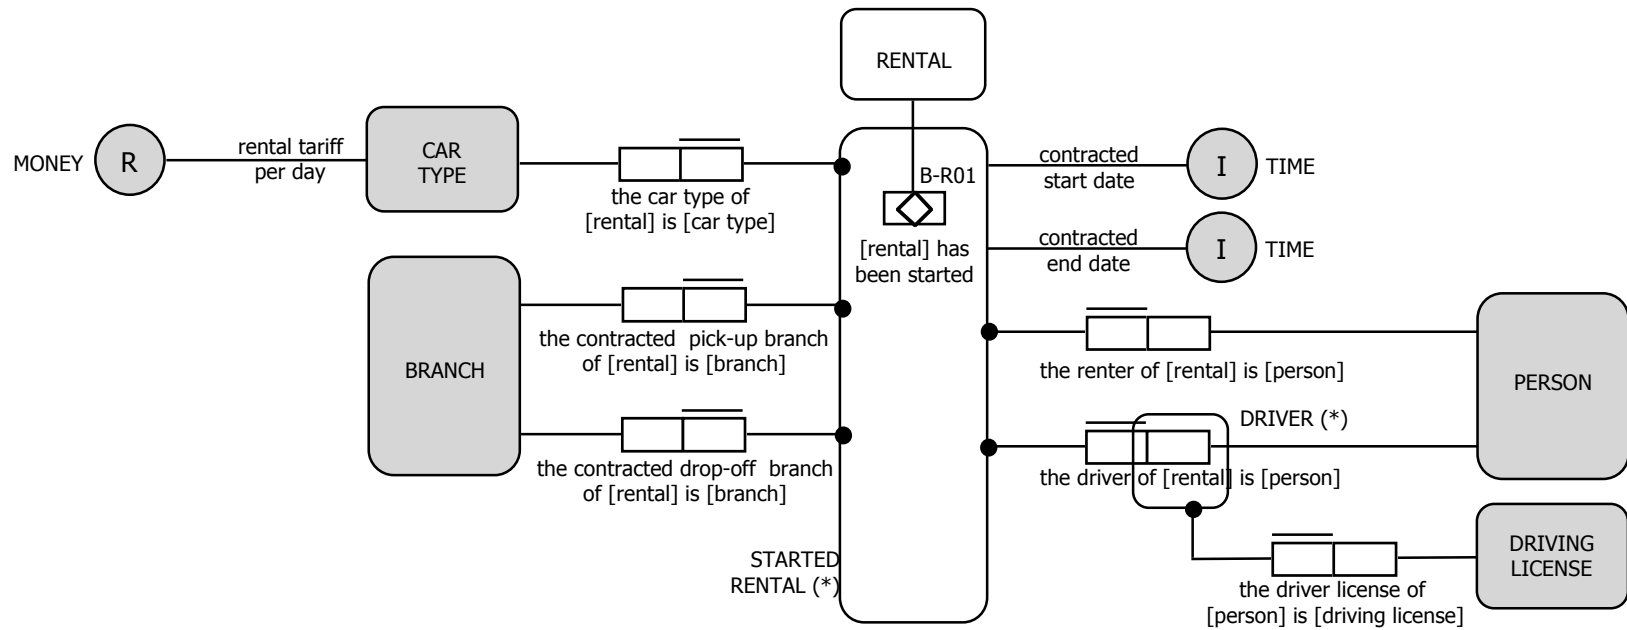 RENTAL
MONEY
R
rental tariff
per day
CAR
TYPE
the car type of
[rental] is [car type]
B-R01
[rental] has
been started
contracted
start date
I
TIME
contracted
end date
I
TIME
BRANCH
the contracted pick-up branch
of [rental] is [branch]
the contracted drop-off branch
of [rental] is [branch]
STARTED
RENTAL (*)
the renter of [rental] is [person]
PERSON
DRIVER (*)
the driver of [rental] is [person]
DRIVING
LICENSE
the driver license of
[person] is [driving license]